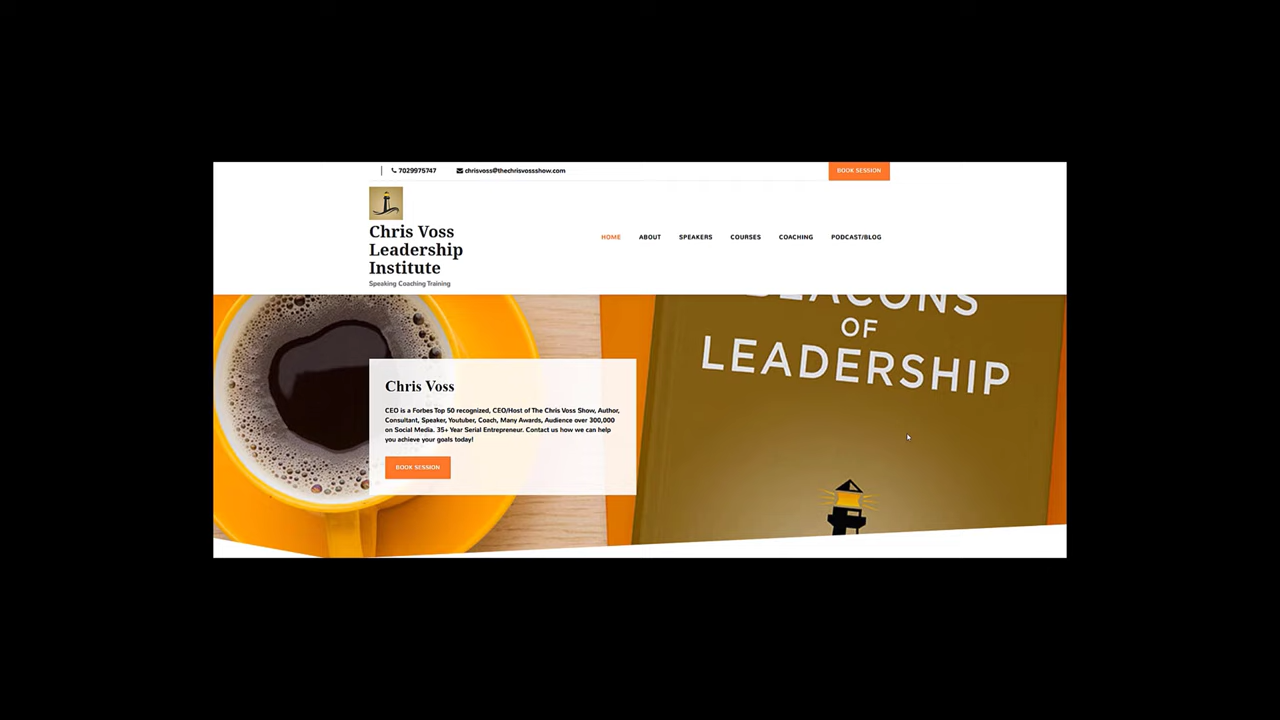 7029975747 chrisvoss@thechrisvossshow.com BOOK SESSION
Chris Voss
Leadership
Institute
Speaking Coaching Training
HOME ABOUT SPEAKERS COURSES COACHING PODCAST/BLOG
BEACONS
OF
LEADERSHIP
Chris Voss
CEO is a Forbes Top 50 recognized, CEO/Host of The Chris Voss Show, Author,
Consultant, Speaker, Youtuber, Coach, Many Awards, Audience over 300,000
on Social Media. 35+ Year Serial Entrepreneur. Contact us how we can help
you achieve your goals today!
BOOK SESSION